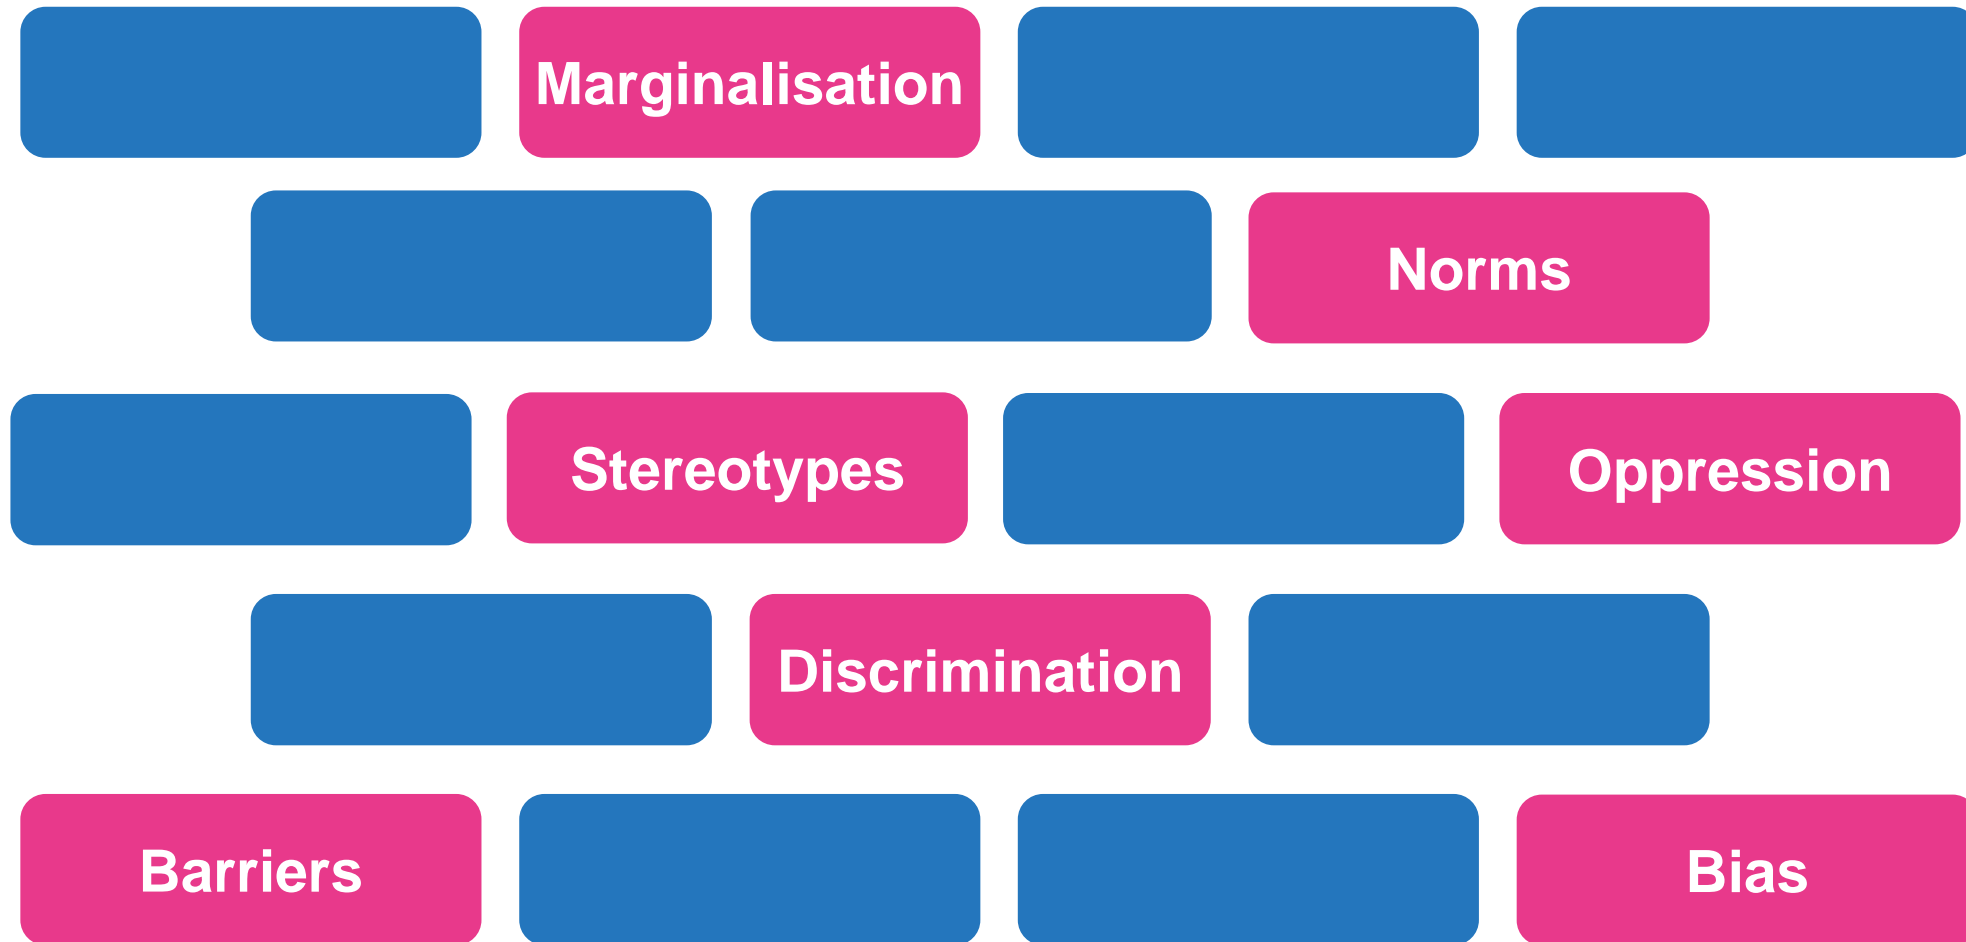 Marginalisation
Norms
Stereotypes
Oppression
Discrimination
Barriers
Bias